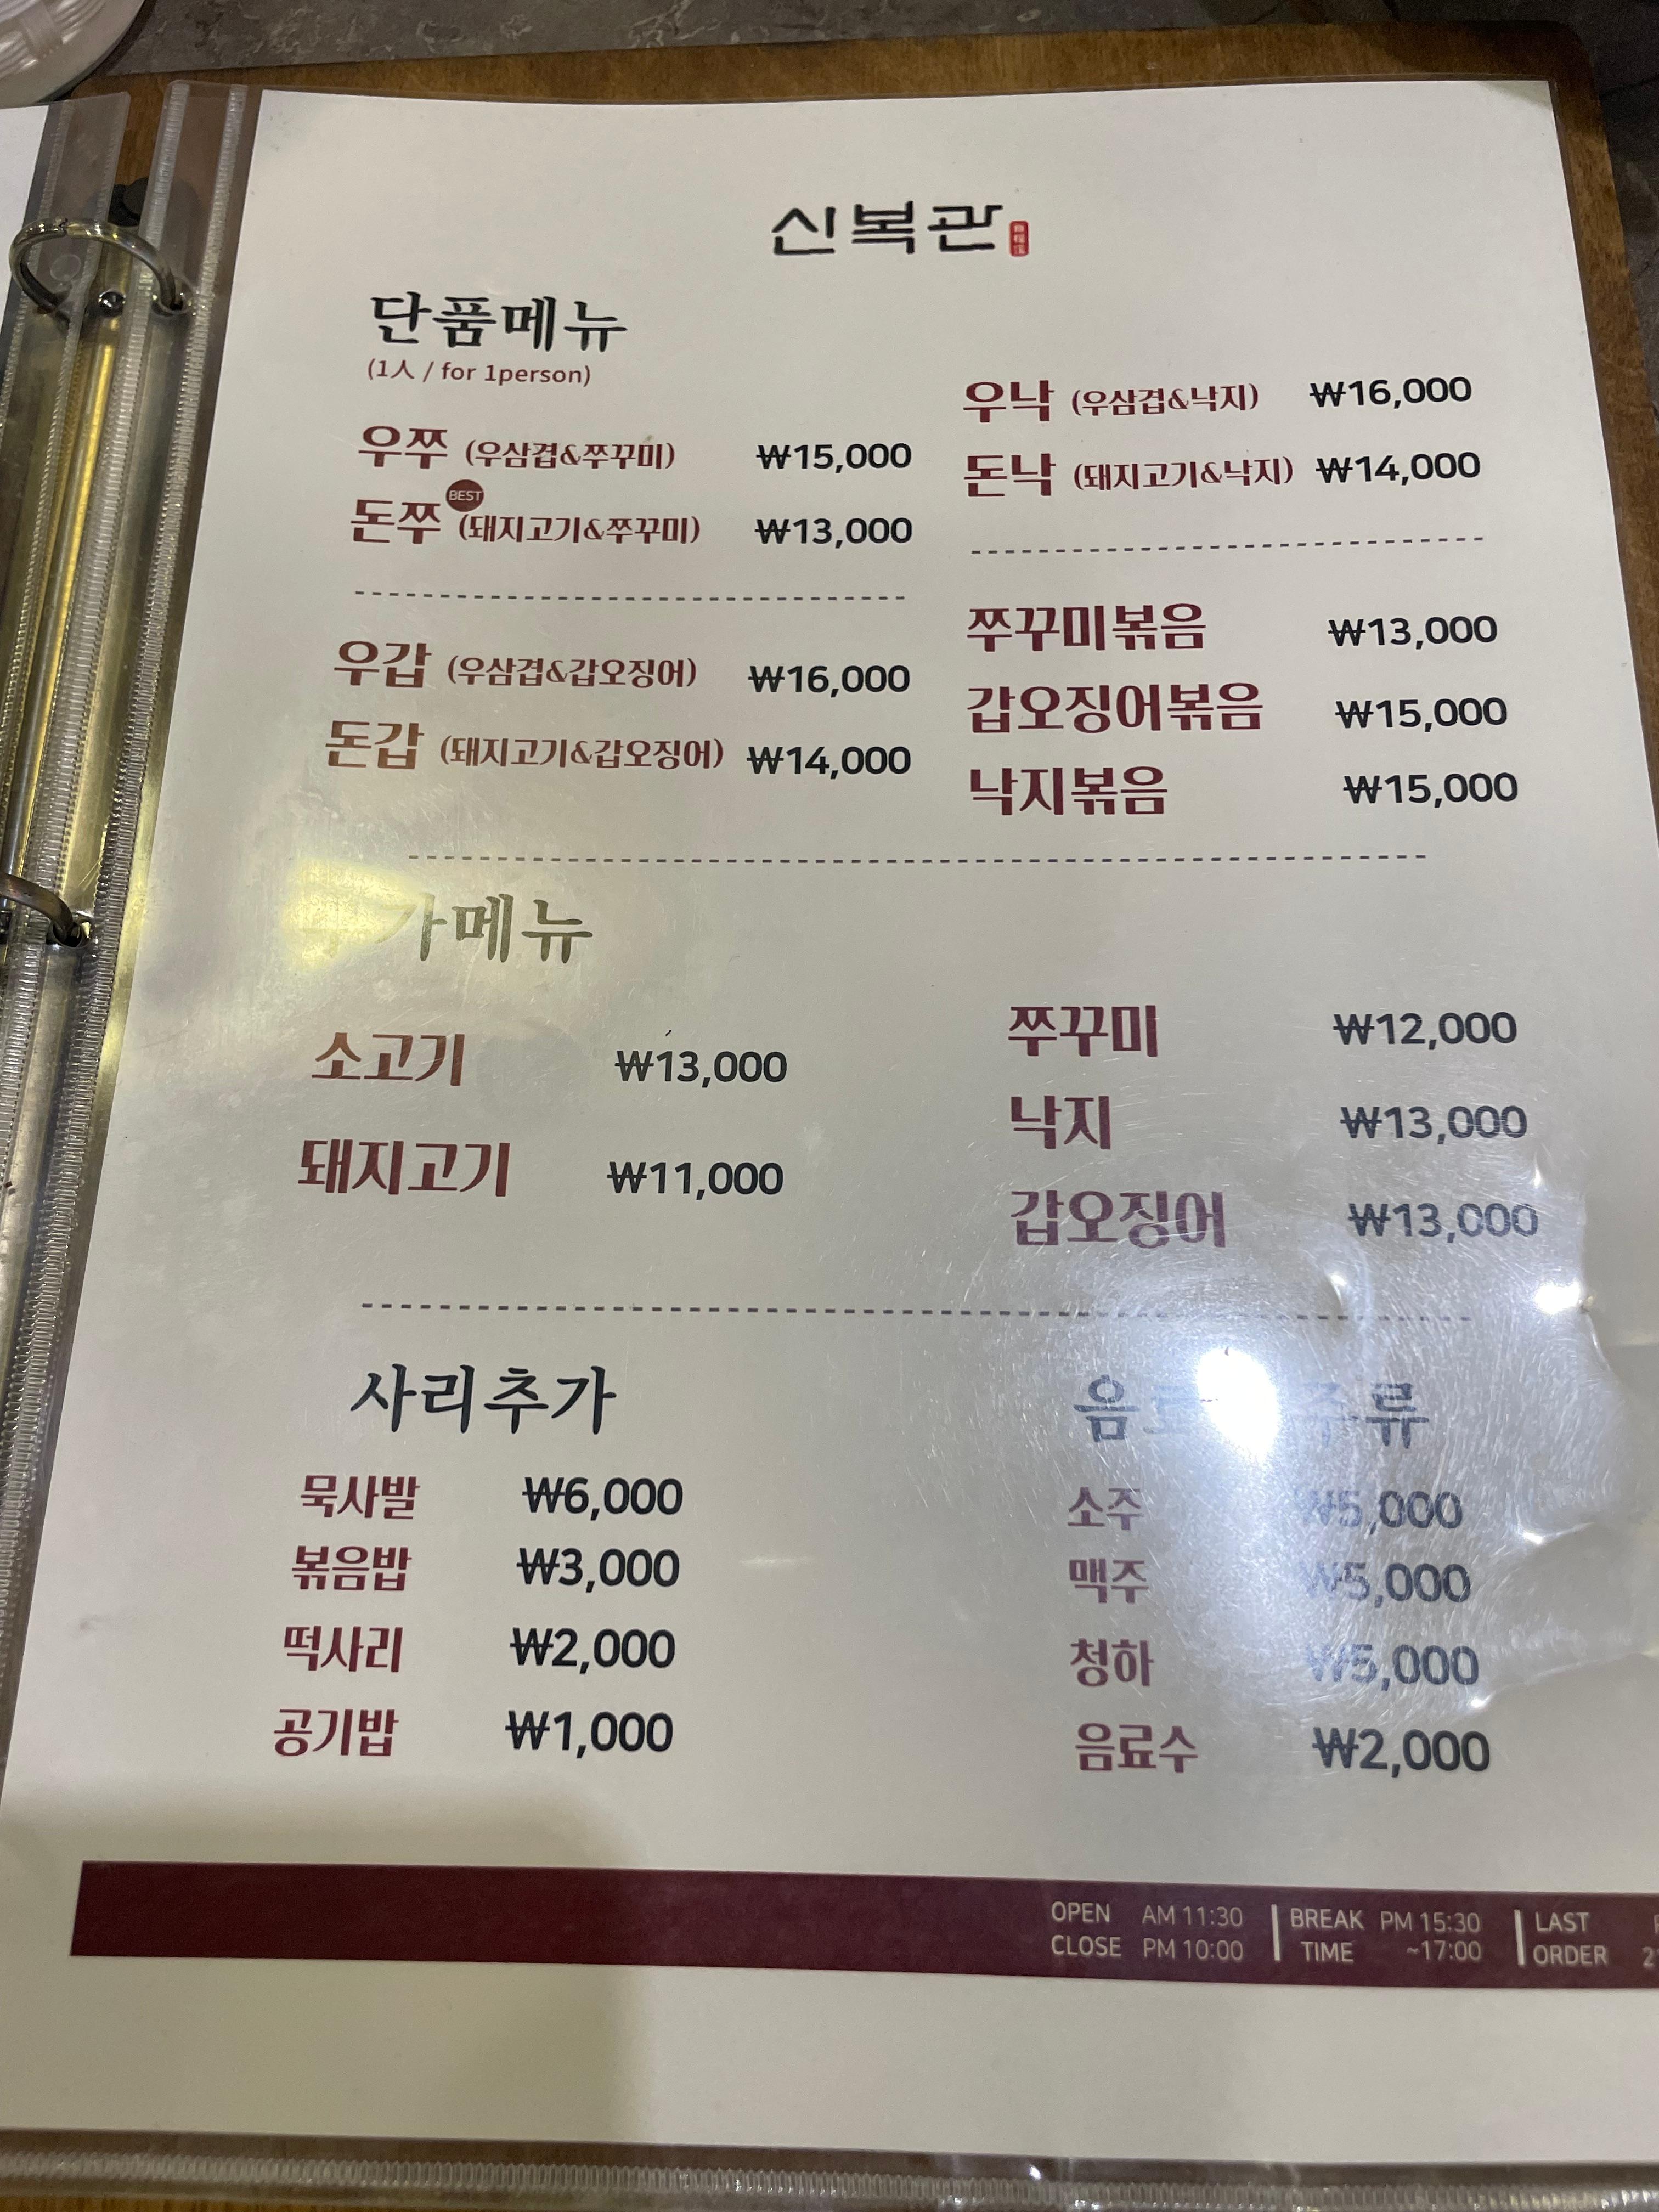 신복관
단품메뉴
(1人 / for 1person)
우쭈 (우삼겹&쭈꾸미) ₩15,000
BEST
돈쭈 (돼지고기&쭈꾸미) ₩13,000
우갑 (우삼겹&갑오징어) ₩16,000
돈갑 (돼지고기&갑오징어) ₩14,000
우낙 (우삼겹&낙지) ₩16,000
돈낙 (돼지고기&낙지) ₩14,000
쭈꾸미볶음 ₩13,000
갑오징어볶음 ₩15,000
낙지볶음 ₩15,000
가메뉴
소고기 ₩13,000
돼지고기 ₩11,000
쭈꾸미 ₩12,000
낙지 ₩13,000
갑오징어 ₩13,000
사리추가
묵사발 ₩6,000
볶음밥 ₩3,000
떡사리 ₩2,000
공기밥 ₩1,000
음료 주류
소주 ₩5,000
맥주 ₩5,000
청하 ₩5,000
음료수 ₩2,000
OPEN AM 11:30
CLOSE PM 10:00
BREAK TIME PM 15:30
~17:00
LAST
ORDER